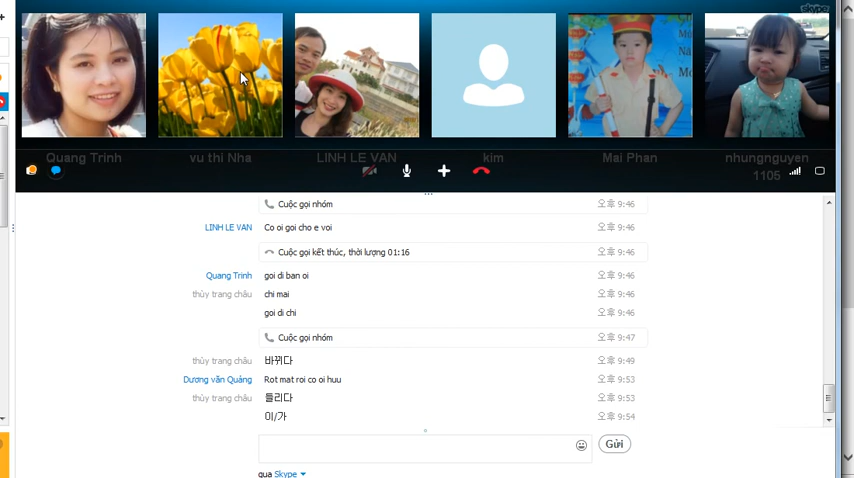 skype
Quang Trinh
vu thi Nha
LINH LE VAN
kim
Mai Phan
nhungnguyen
1105
Cuộc gọi nhóm 오후 9:46
LINH LE VAN Co oi goi cho e voi 오후 9:46
Cuộc gọi kết thúc, thời lượng 01:16 오후 9:46
Quang Trinh goi di ban oi 오후 9:46
thùy trang châu chi mai 오후 9:46
goi di chi 오후 9:46
Cuộc gọi nhóm 오후 9:47
thùy trang châu 바뀌다 오후 9:49
Dương văn Quảng Rot mat roi co oi huu 오후 9:53
thùy trang châu 들리다 오후 9:53
이/가 오후 9:54
Gửi
qua Skype